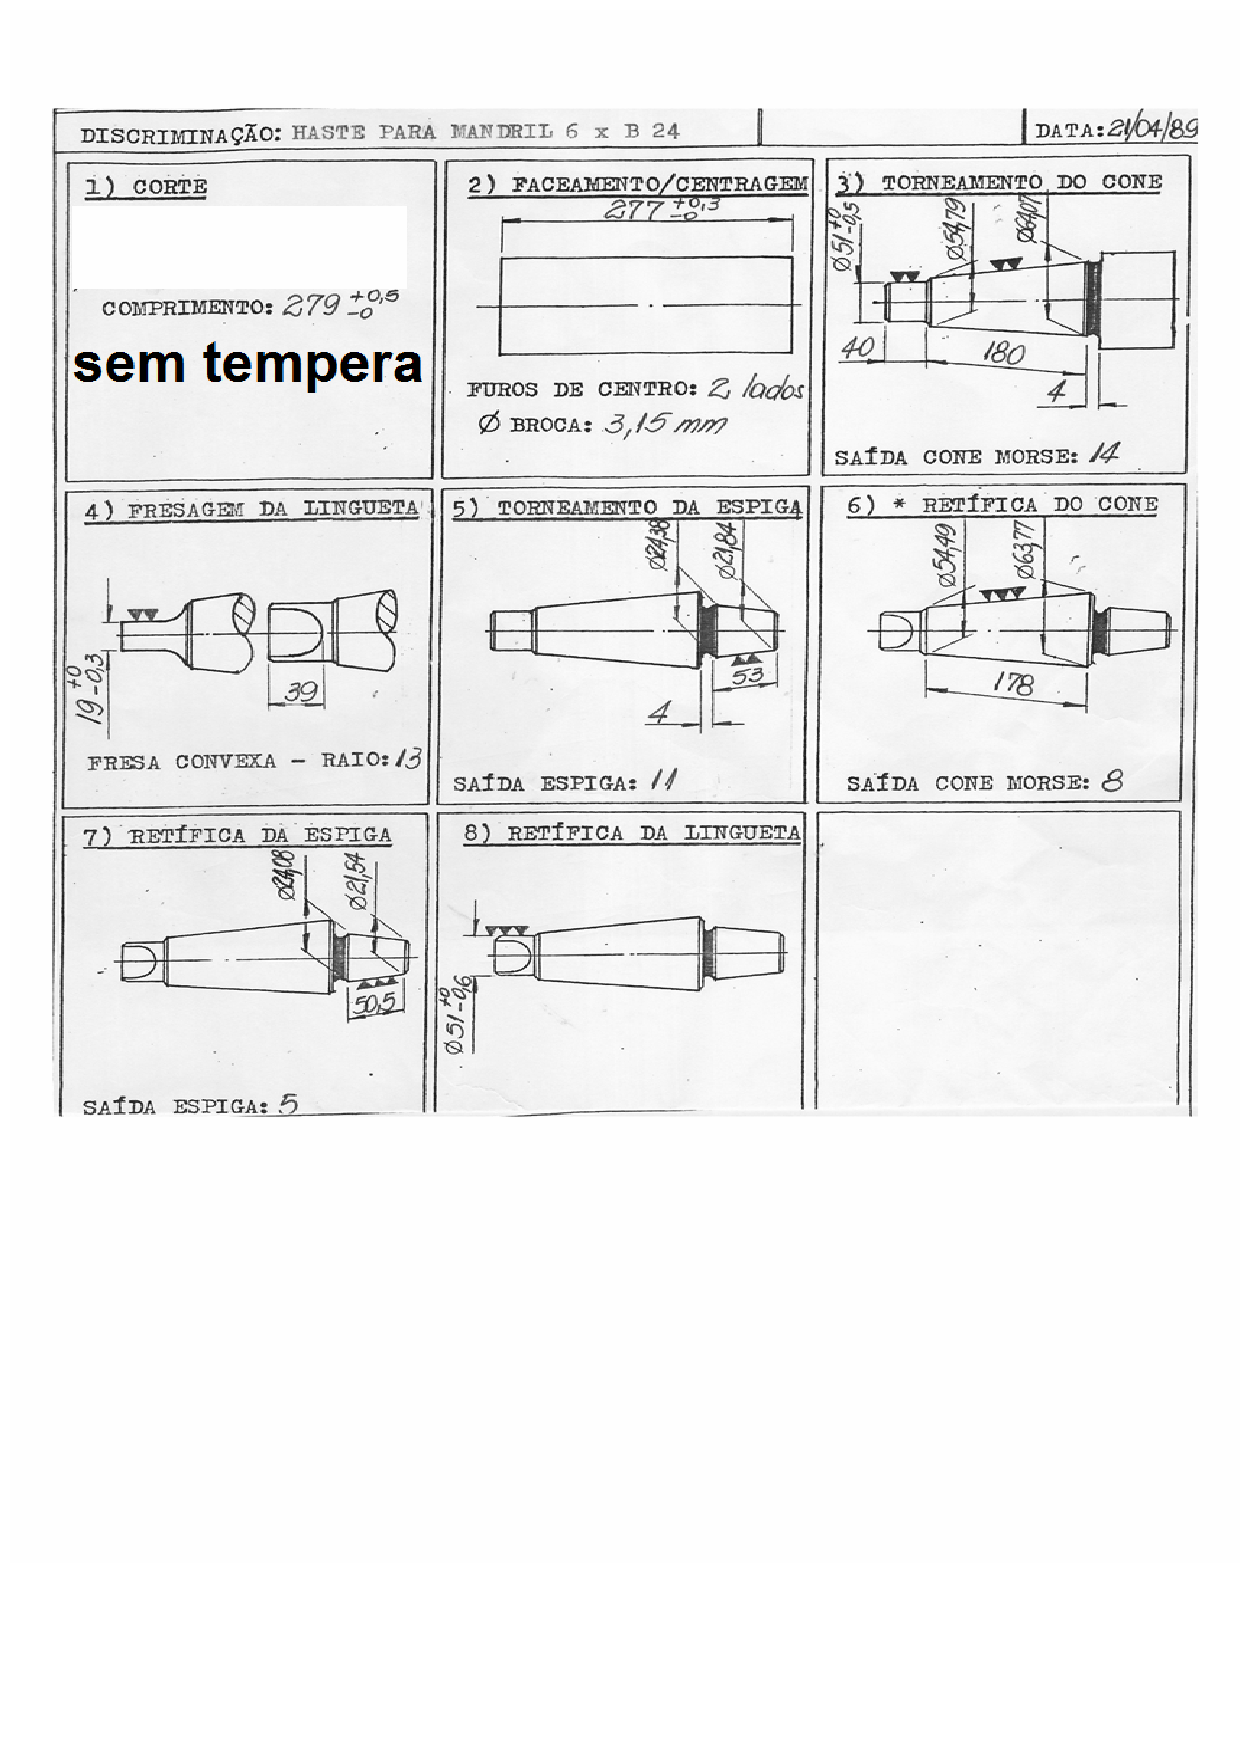 DISCRIMINAÇÃO: HASTE PARA MANDRIL 6 x B 24
DATA: 21/04/89
1) CORTE
COMPRIMENTO: 279 +0,5 -0
sem tempera
2) FACEAMENTO/CENTRAGEM
277 +0,3 -0
FUROS DE CENTRO: 2 lados
Ø BROCA: 3,15 mm
3) TORNEAMENTO DO CONE
Ø51 +0 -0,5
Ø54,79
Ø64,07
40
180
4
SAÍDA CONE MORSE: 14
4) FRESAGEM DA LINGUETA
19 +0 -0,3
39
FRESA CONVEXA - RAIO: 13
5) TORNEAMENTO DA ESPIGA
Ø24,38
Ø21,84
53
4
SAÍDA ESPIGA: 11
6) * RETÍFICA DO CONE
Ø54,49
Ø63,77
178
SAÍDA CONE MORSE: 8
7) RETÍFICA DA ESPIGA
Ø24,08
Ø21,54
50,5
SAÍDA ESPIGA: 5
8) RETÍFICA DA LINGUETA
Ø51 +0 -0,6